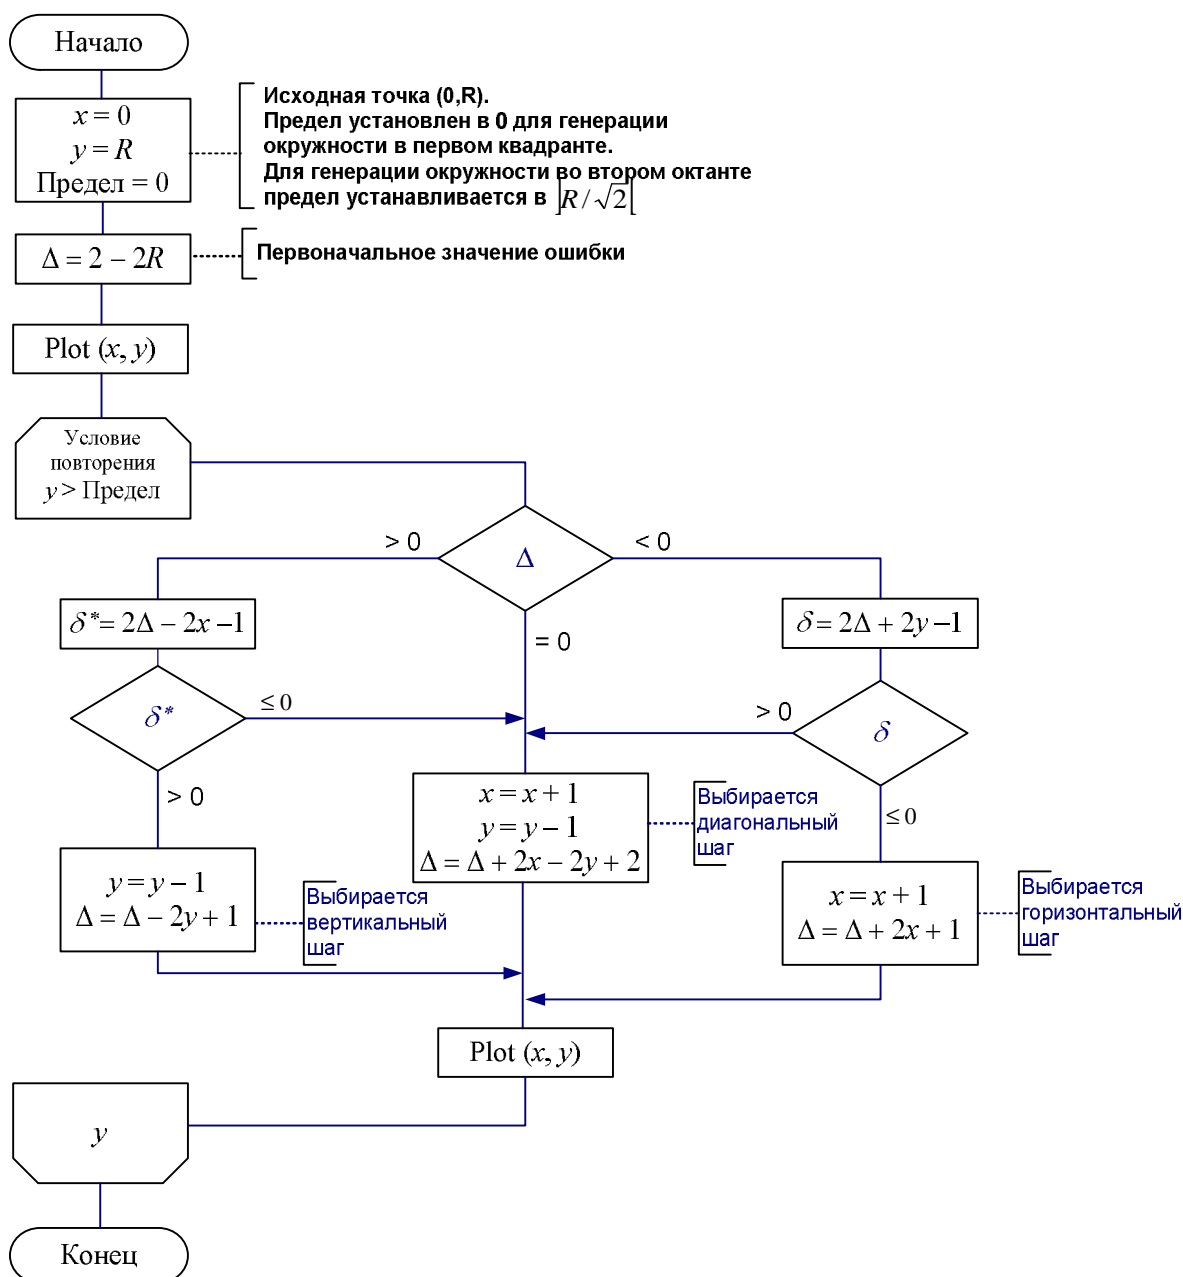 Начало
x = 0
y = R
Предел = 0
Исходная точка (0,R).
Предел установлен в 0 для генерации
окружности в первом квадранте.
Для генерации окружности во втором октанте
предел устанавливается в ]R/√2[
Δ = 2 − 2R
Первоначальное значение ошибки
Plot (x, y)
Условие
повторения
y > Предел
Δ
> 0
< 0
= 0
δ*= 2Δ − 2x −1
δ = 2Δ + 2y −1
δ*
≤ 0
> 0
δ
> 0
≤ 0
x = x + 1
y = y − 1
Δ = Δ + 2x − 2y + 2
Выбирается
диагональный
шаг
y = y − 1
Δ = Δ − 2y + 1
Выбирается
вертикальный
шаг
x = x + 1
Δ = Δ + 2x + 1
Выбирается
горизонтальный
шаг
Plot (x, y)
y
Конец